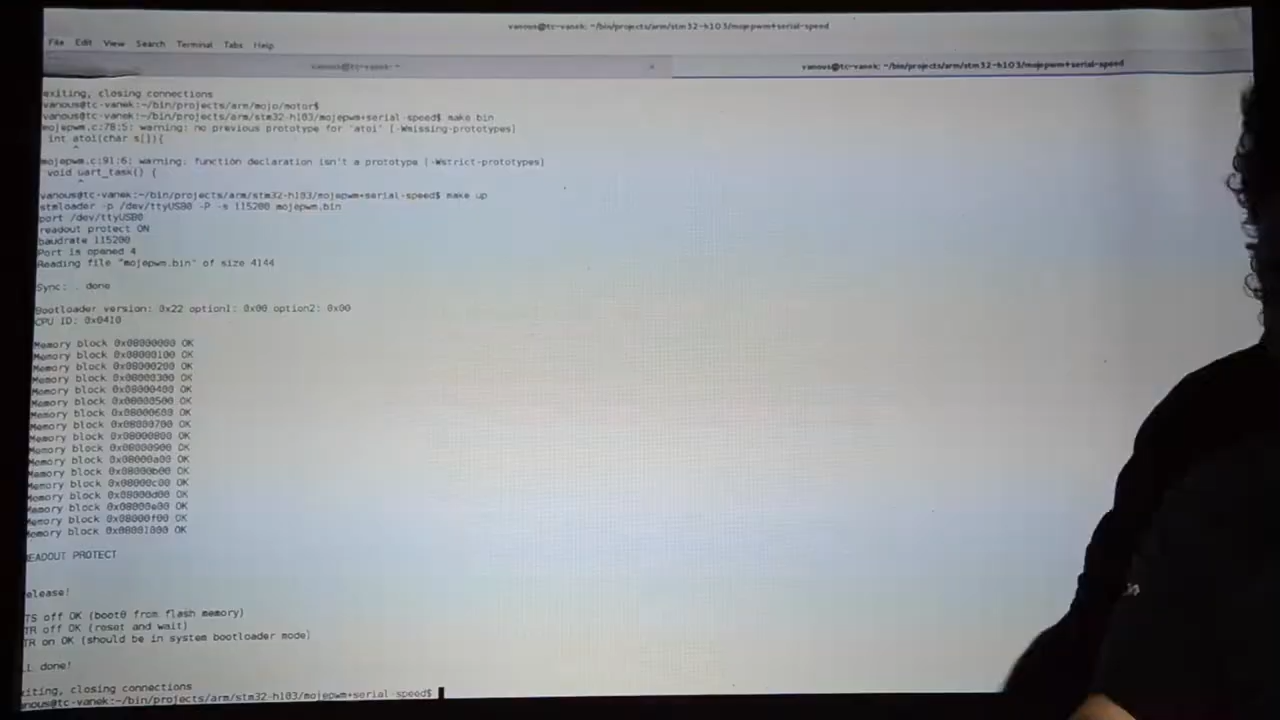 vanous@tc-vanek: ~/bin/projects/arm/stm32-h103/mojepwm+serial-speed
File Edit View Search Terminal Tabs Help
vanous@tc-vanek: ~ × vanous@tc-vanek: ~/bin/projects/arm/stm32-h103/mojepwm+serial-speed
exiting, closing connections
vanous@tc-vanek:~/bin/projects/arm/mojo/motor$
vanous@tc-vanek:~/bin/projects/arm/stm32-h103/mojepwm+serial-speed$ make bin
mojepwm.c:78:5: warning: no previous prototype for 'atoi' [-Wmissing-prototypes]
int atoi(char s[]){
^
mojepwm.c:91:6: warning: function declaration isn't a prototype [-Wstrict-prototypes]
void uart_task() {
^
vanous@tc-vanek:~/bin/projects/arm/stm32-h103/mojepwm+serial-speed$ make up
stmloader -p /dev/ttyUSB0 -P -s 115200 mojepwm.bin
port /dev/ttyUSB0
readout protect ON
baudrate 115200
Port is opened 4
Reading file "mojepwm.bin" of size 4144
Sync: . done
Bootloader version: 0x22 option1: 0x00 option2: 0x00
CPU ID: 0x0410
Memory block 0x08000000 OK
Memory block 0x08000100 OK
Memory block 0x08000200 OK
Memory block 0x08000300 OK
Memory block 0x08000400 OK
Memory block 0x08000500 OK
Memory block 0x08000600 OK
Memory block 0x08000700 OK
Memory block 0x08000800 OK
Memory block 0x08000900 OK
Memory block 0x08000a00 OK
Memory block 0x08000b00 OK
Memory block 0x08000c00 OK
Memory block 0x08000d00 OK
Memory block 0x08000e00 OK
Memory block 0x08000f00 OK
Memory block 0x08001000 OK
EADOUT PROTECT
elease!
TS off OK (boot0 from flash memory)
TR off OK (reset and wait)
TR on OK (should be in system bootloader mode)
LL done!
xiting, closing connections
anous@tc-vanek:~/bin/projects/arm/stm32-h103/mojepwm+serial-speed$